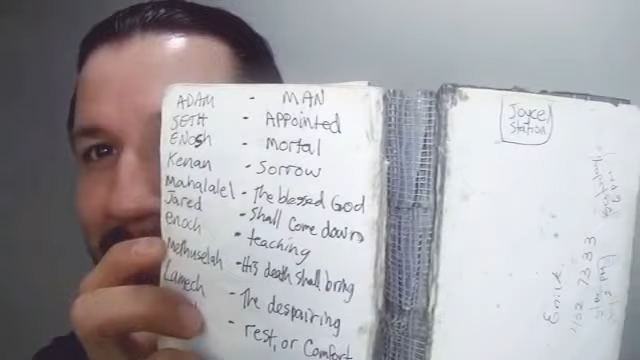 ADAM - MAN
SETH - APPointed
ENOSH - Mortal
Kenan - Sorrow
Mahalalel - The blessed God
Jared - Shall Come down
enoch - teaching
Methuselah - His death shall bring
Lamech - The despairing
- rest, or Comfort
Joyce
Station
7333